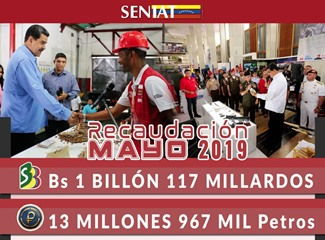 SENIAT
Recaudación
MAYO 2019
Bs 1 BILLÓN 117 MILLARDOS
13 MILLONES 967 MIL Petros